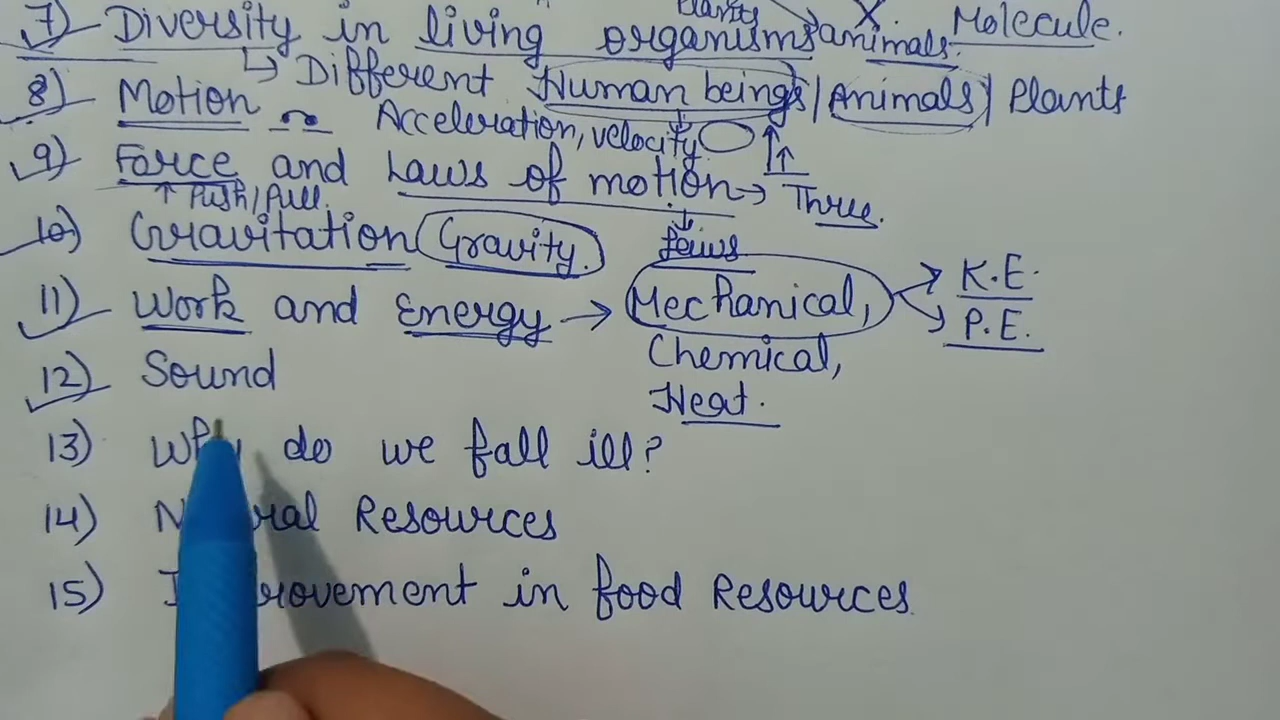 Plants X. Molecule.
7) Diversity in living organisms animals.
↳ Different Human beings/Animals/Plants
8) Motion Acceleration, velocity
9) Force and Laws of motion → Three.
↑ Push/Pull.
10) Gravitation (Gravity.)
11) Work and Energy → Mechanical, K.E. P.E.
Chemical,
12) Sound
Heat.
13) do we fall ill?
14) Resources
15) in food Resources